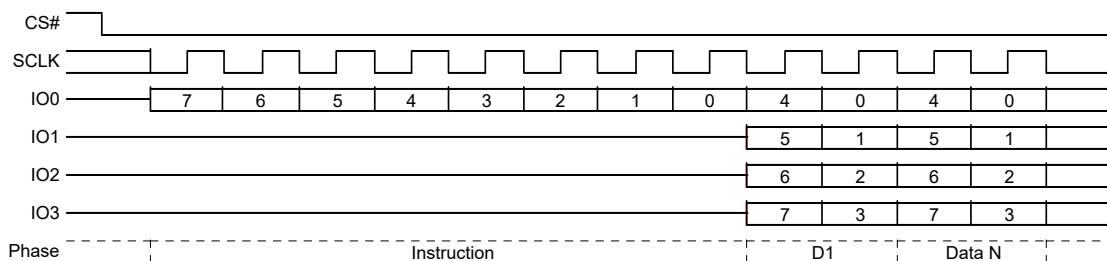 CS#
SCLK
IO0 7 6 5 4 3 2 1 0 4 0 4 0
IO1 5 1 5 1
IO2 6 2 6 2
IO3 7 3 7 3
Phase Instruction D1 Data N